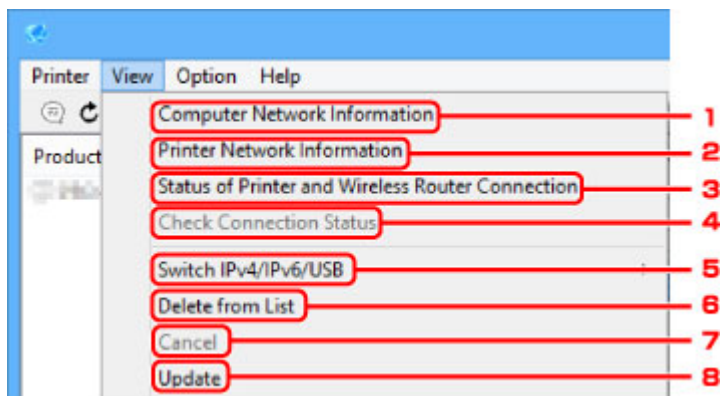 Printer View Option Help
Computer Network Information 1
Product Printer Network Information 2
Status of Printer and Wireless Router Connection 3
Check Connection Status 4
Switch IPv4/IPv6/USB 5
Delete from List 6
Cancel 7
Update 8